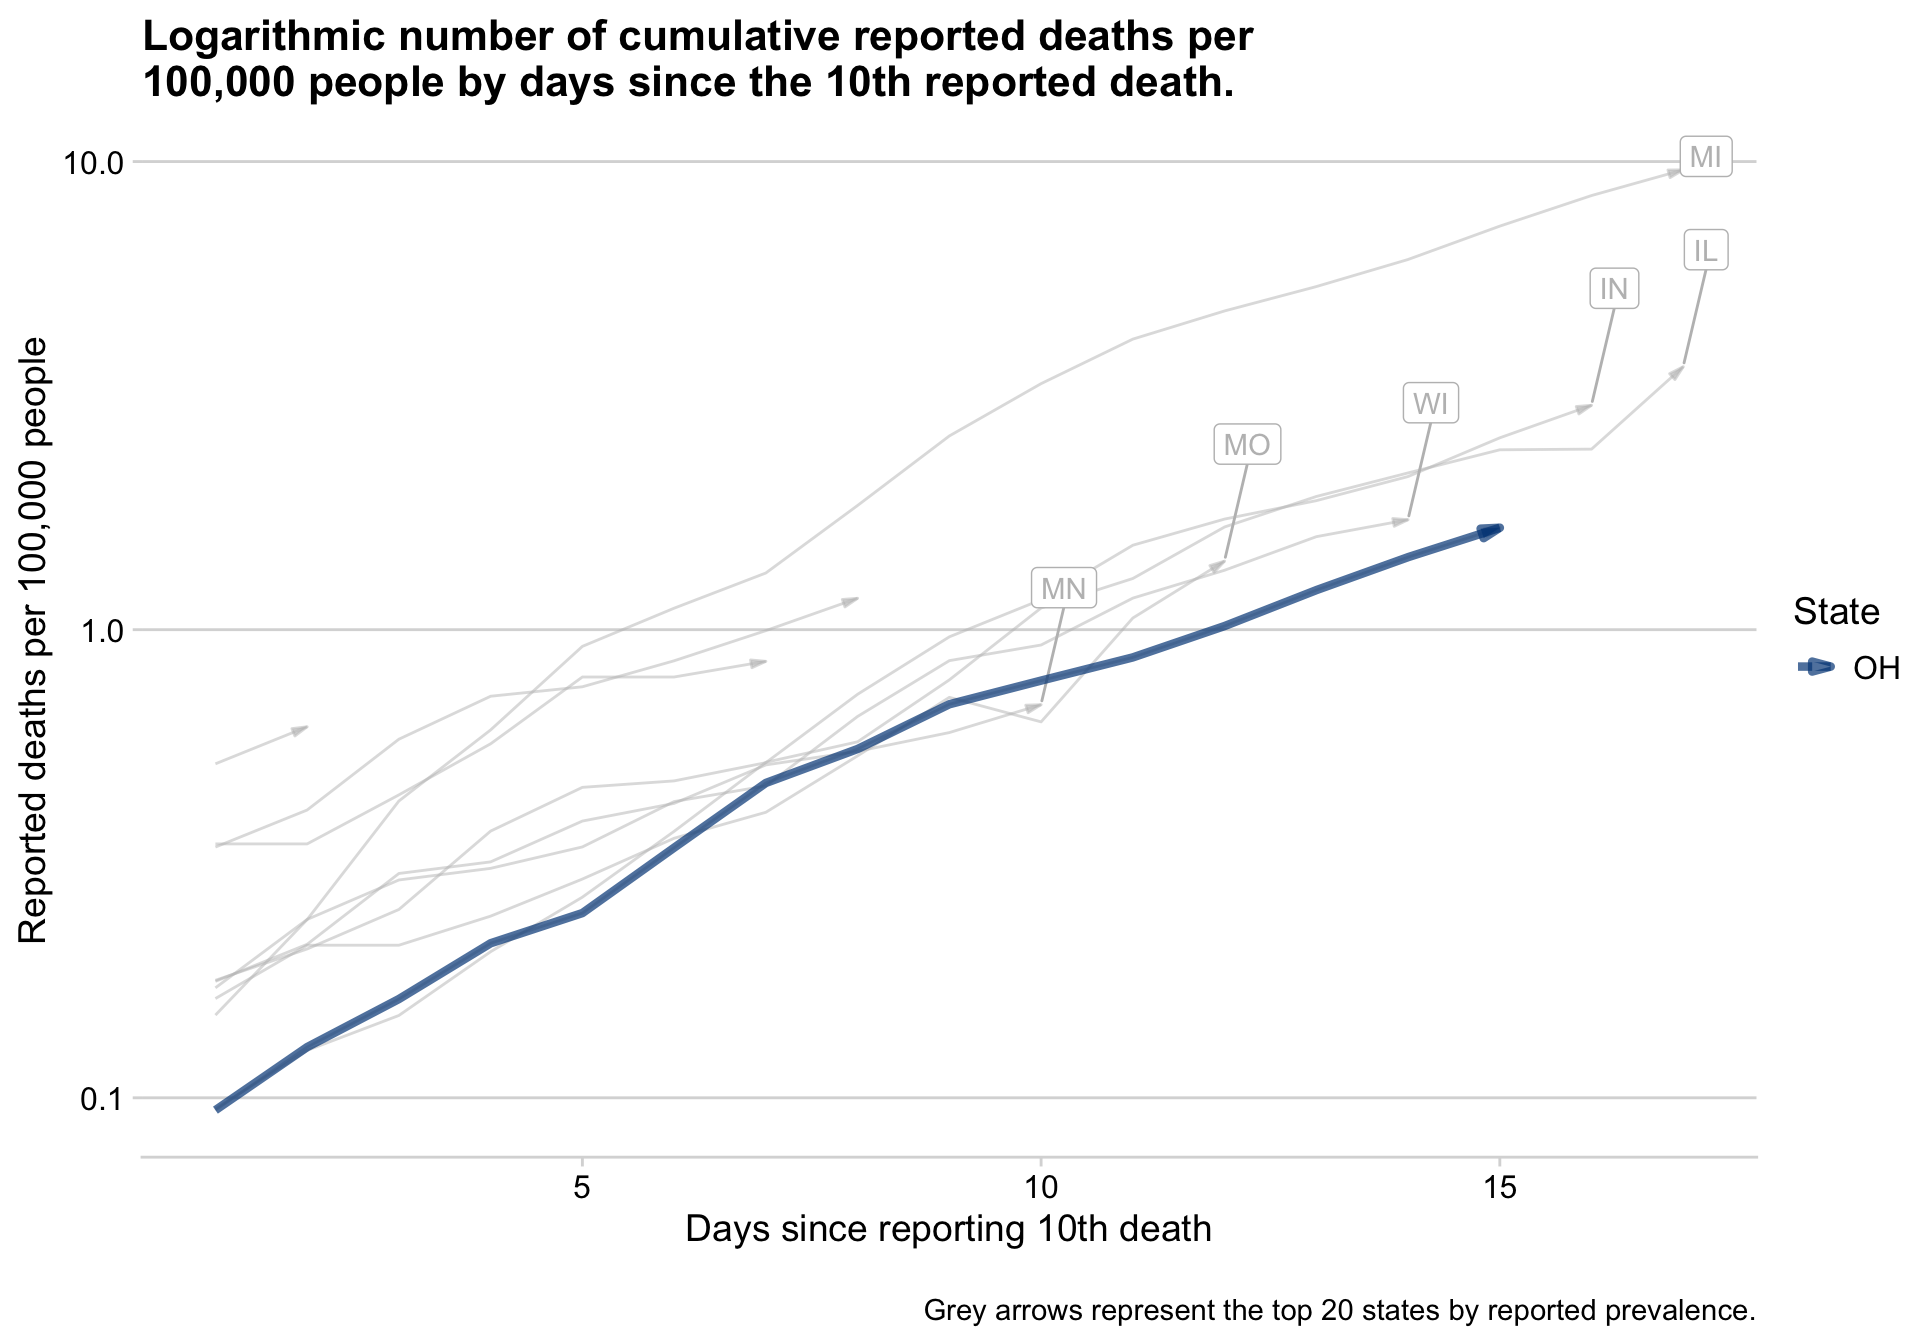 Logarithmic number of cumulative reported deaths per
100,000 people by days since the 10th reported death.
10.0
1.0
0.1
Reported deaths per 100,000 people
MI
IL
IN
WI
MO
MN
State
OH
5
10
15
Days since reporting 10th death
Grey arrows represent the top 20 states by reported prevalence.